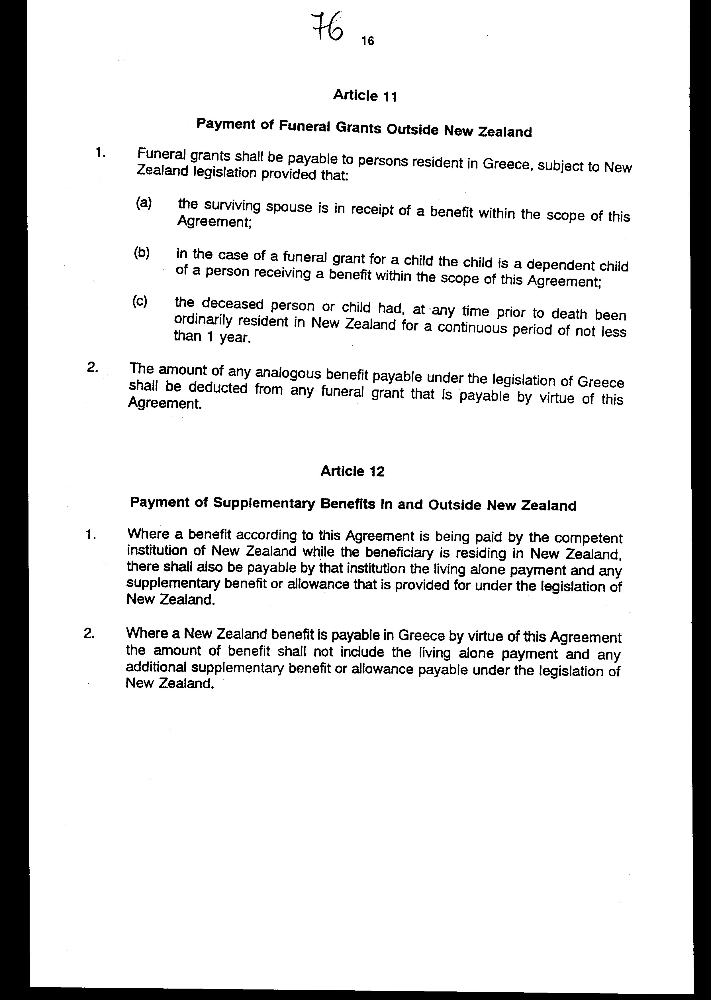 76
16
Article 11
Payment of Funeral Grants Outside New Zealand
1. Funeral grants shall be payable to persons resident in Greece, subject to New
Zealand legislation provided that:
(a) the surviving spouse is in receipt of a benefit within the scope of this
Agreement;
(b) in the case of a funeral grant for a child the child is a dependent child
of a person receiving a benefit within the scope of this Agreement;
(c) the deceased person or child had, at any time prior to death been
ordinarily resident in New Zealand for a continuous period of not less
than 1 year.
2. The amount of any analogous benefit payable under the legislation of Greece
shall be deducted from any funeral grant that is payable by virtue of this
Agreement.
Article 12
Payment of Supplementary Benefits In and Outside New Zealand
1. Where a benefit according to this Agreement is being paid by the competent
institution of New Zealand while the beneficiary is residing in New Zealand,
there shall also be payable by that institution the living alone payment and any
supplementary benefit or allowance that is provided for under the legislation of
New Zealand.
2. Where a New Zealand benefit is payable in Greece by virtue of this Agreement
the amount of benefit shall not include the living alone payment and any
additional supplementary benefit or allowance payable under the legislation of
New Zealand.